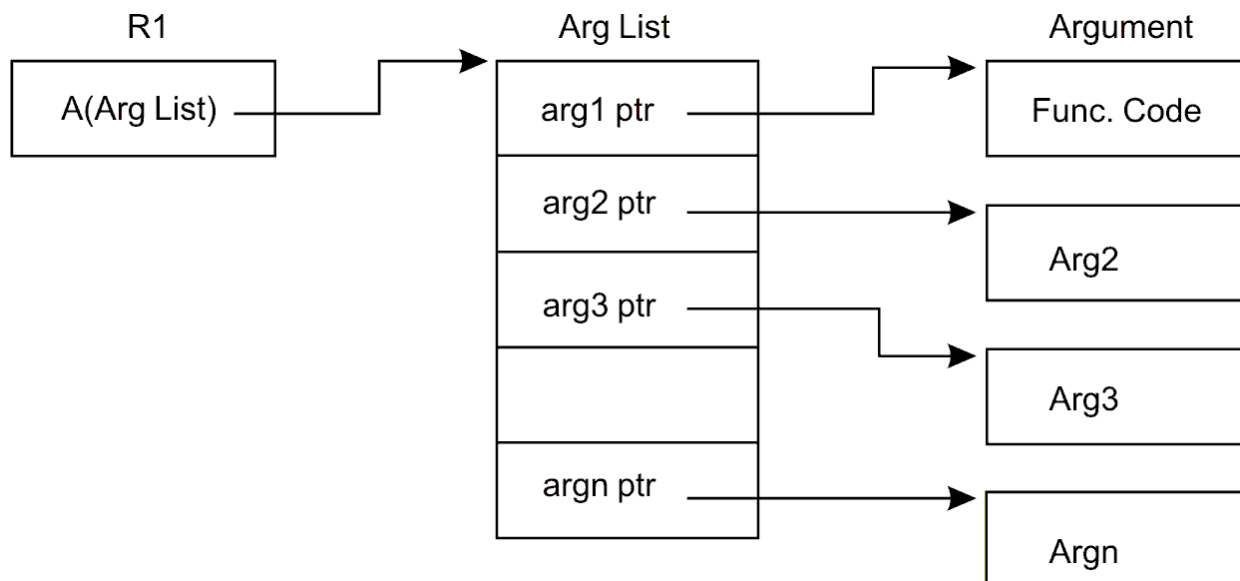 R1
Arg List
Argument
A(Arg List)
arg1 ptr
Func. Code
arg2 ptr
Arg2
arg3 ptr
Arg3
argn ptr
Argn